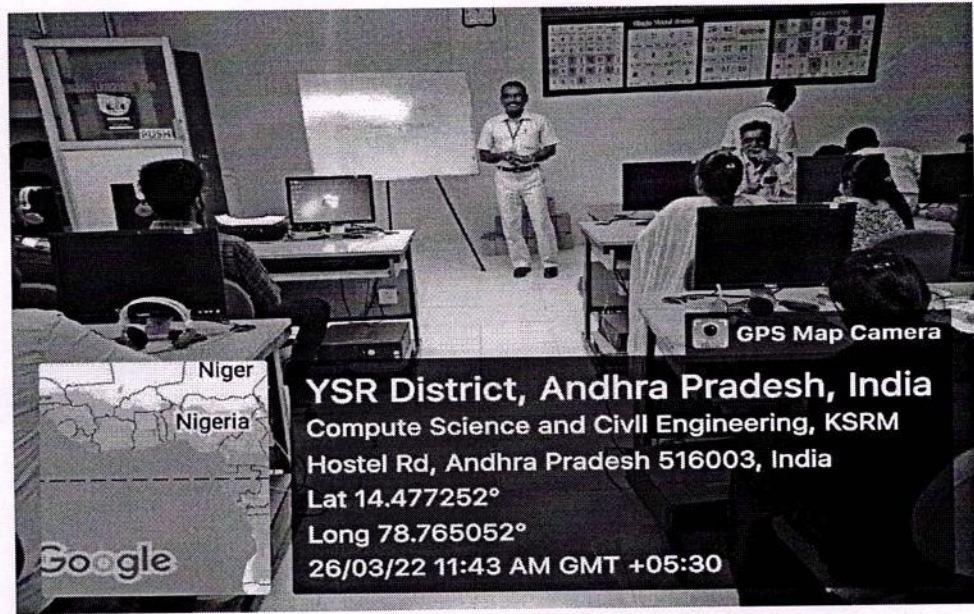 PUSH
GPS Map Camera
Niger
Nigeria
Google
YSR District, Andhra Pradesh, India
Compute Science and Civil Engineering, KSRM
Hostel Rd, Andhra Pradesh 516003, India
Lat 14.477252°
Long 78.765052°
26/03/22 11:43 AM GMT +05:30